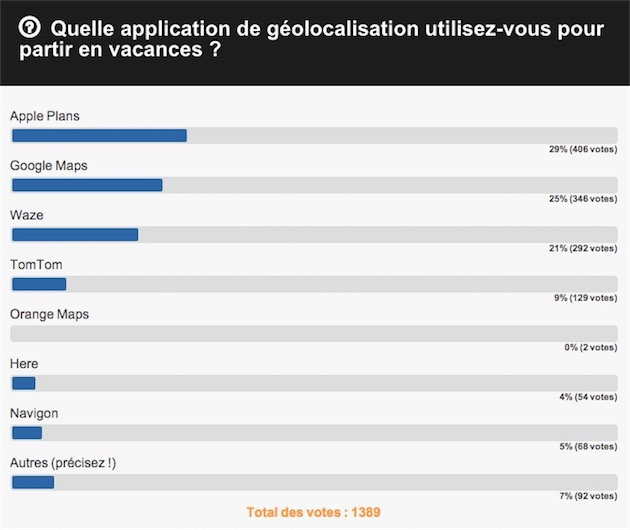 Quelle application de géolocalisation utilisez-vous pour
partir en vacances ?
Apple Plans
29% (406 votes)
Google Maps
25% (346 votes)
Waze
21% (292 votes)
TomTom
9% (129 votes)
Orange Maps
0% (2 votes)
Here
4% (54 votes)
Navigon
5% (68 votes)
Autres (précisez !)
7% (92 votes)
Total des votes : 1389